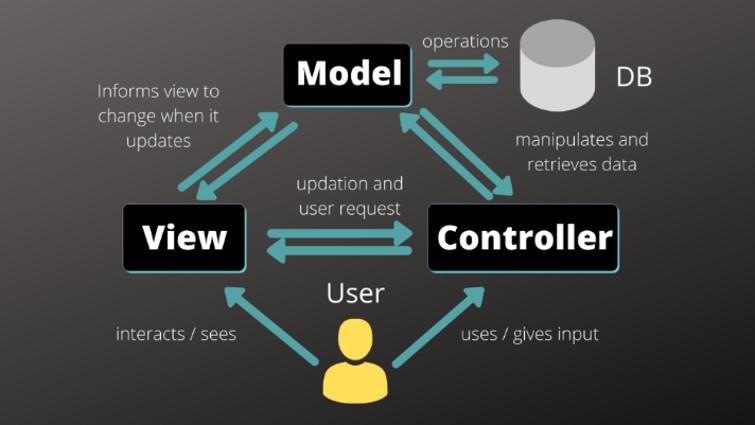 operations
Model
DB
Informs view to
change when it
updates
manipulates and
retrieves data
updation and
user request
View
Controller
User
interacts / sees
uses / gives input